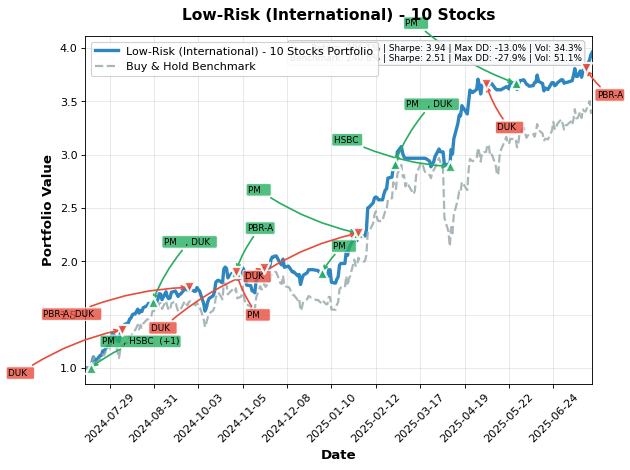 Low-Risk (International) - 10 Stocks
PM
Low-Risk (International) - 10 Stocks Portfolio
Buy & Hold Benchmark
| Sharpe: 3.94 | Max DD: -13.0% | Vol: 34.3%
| Sharpe: 2.51 | Max DD: -27.9% | Vol: 51.1%
PBR-A
PM , DUK
DUK
HSBC
PM
PBR-A
PM , DUK
PM
DUK
PBR-A, DUK
PM
DUK
PM , HSBC (+1)
DUK
Portfolio Value
4.0
3.5
3.0
2.5
2.0
1.5
1.0
2024-07-29
2024-08-31
2024-10-03
2024-11-05
2024-12-08
2025-01-10
2025-02-12
2025-03-17
2025-04-19
2025-05-22
2025-06-24
Date